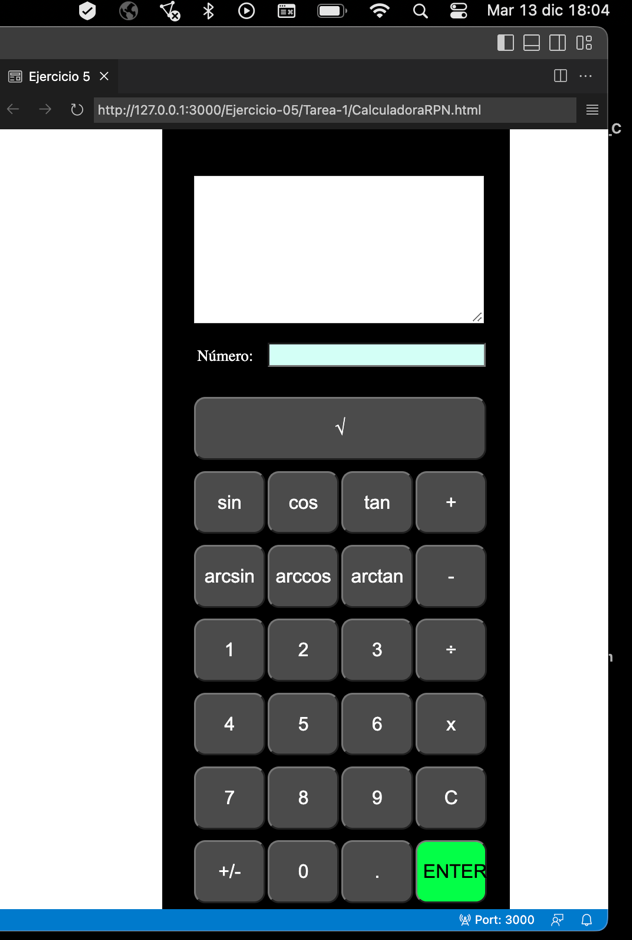 Mar 13 dic 18:04
Ejercicio 5
http://127.0.0.1:3000/Ejercicio-05/Tarea-1/CalculadoraRPN.html
_C
Número:
√
sin cos tan +
arcsin arccos arctan -
1 2 3 ÷
4 5 6 x
7 8 9 C
+/- 0 . ENTER
Port: 3000